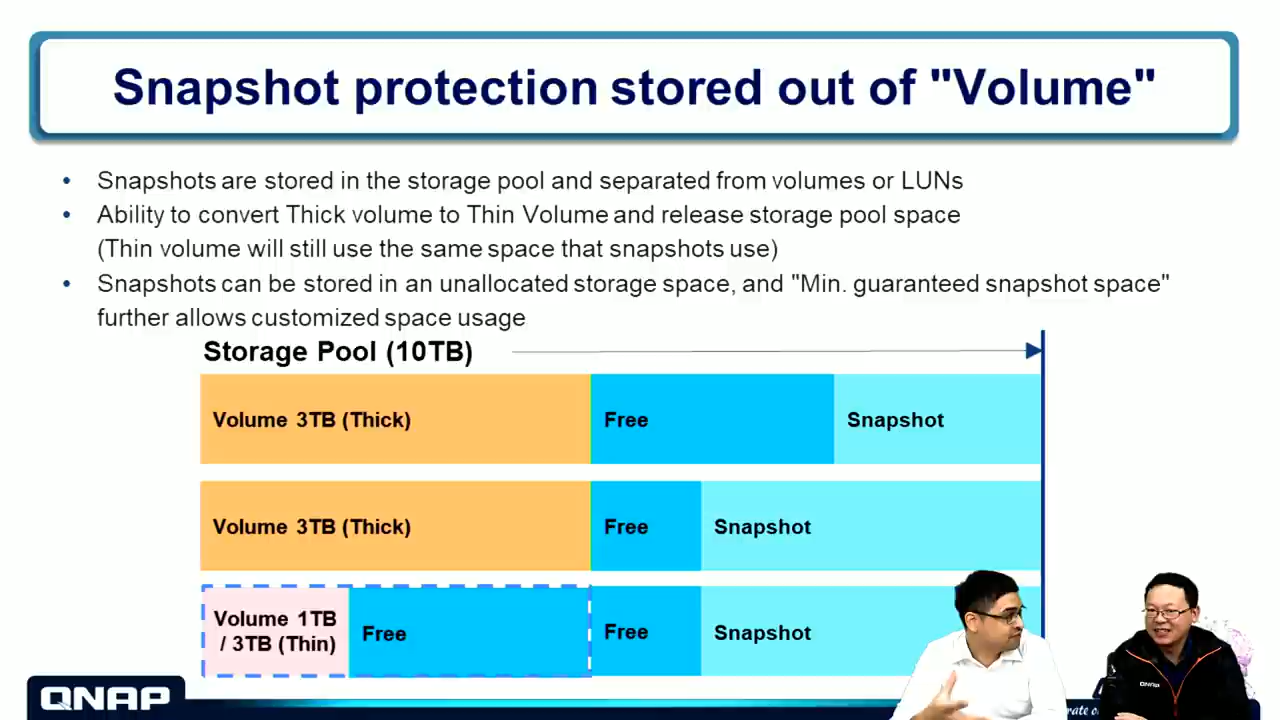 Snapshot protection stored out of "Volume"
• Snapshots are stored in the storage pool and separated from volumes or LUNs
• Ability to convert Thick volume to Thin Volume and release storage pool space
(Thin volume will still use the same space that snapshots use)
• Snapshots can be stored in an unallocated storage space, and "Min. guaranteed snapshot space"
further allows customized space usage
Storage Pool (10TB)
Volume 3TB (Thick)
Free
Snapshot
Volume 3TB (Thick)
Free
Snapshot
Volume 1TB
/ 3TB (Thin)
Free
Free
Snapshot
QNAP
QNAP